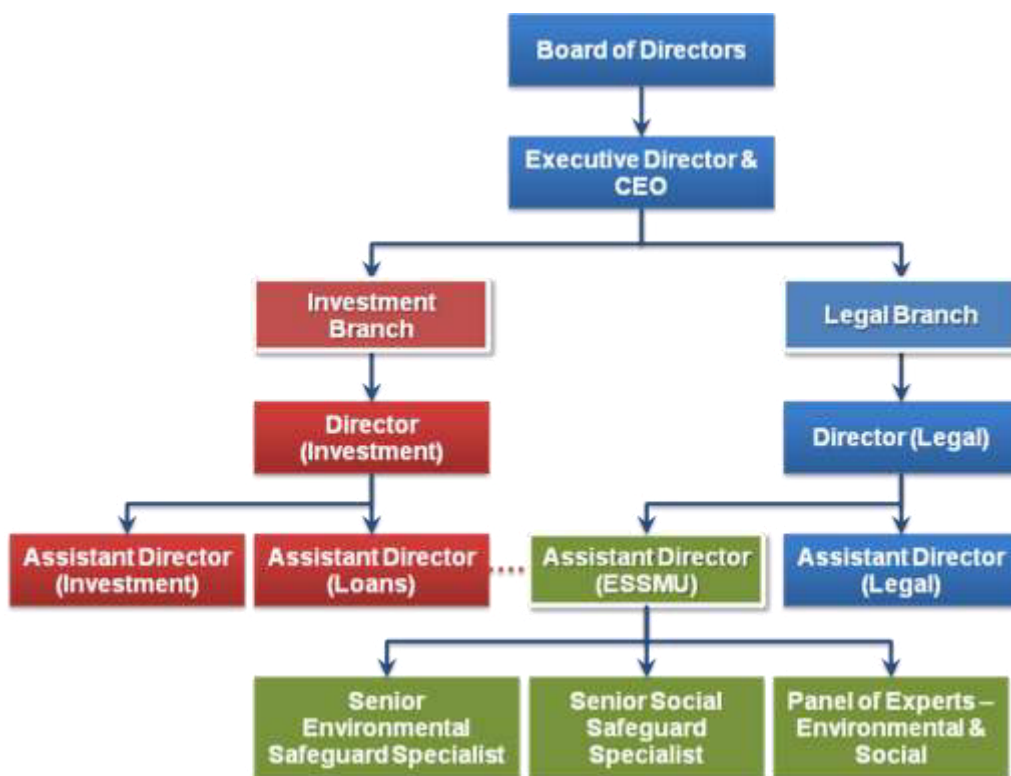 Board of Directors
Executive Director &
CEO
Investment
Branch
Legal Branch
Director
(Investment)
Director (Legal)
Assistant Director
(Investment)
Assistant Director
(Loans)
Assistant Director
(ESSMU)
Assistant Director
(Legal)
Senior
Environmental
Safeguard Specialist
Senior Social
Safeguard
Specialist
Panel of Experts –
Environmental &
Social